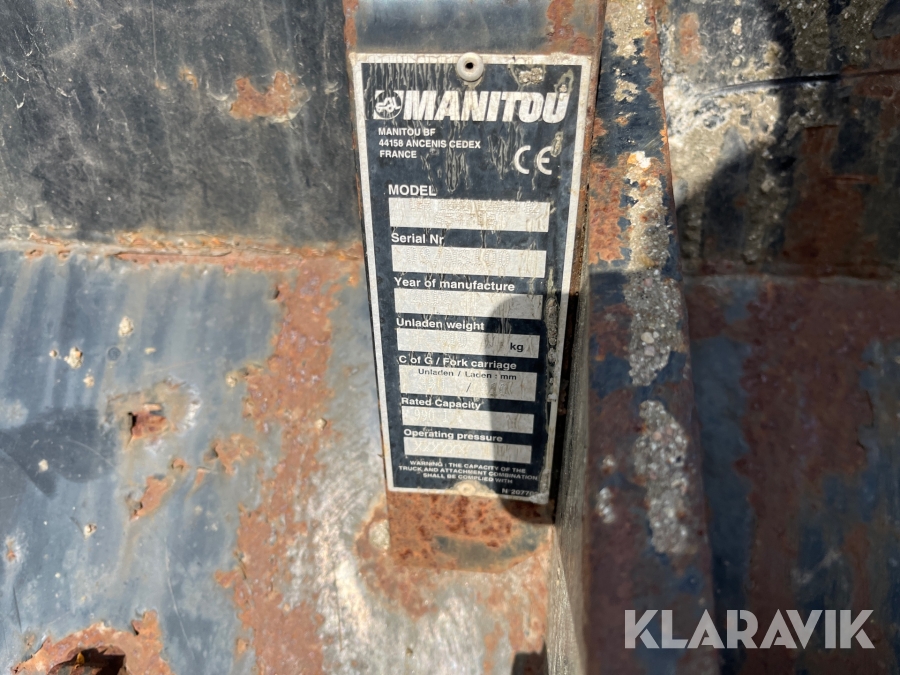 MANITOU
MANITOU BF
44158 ANCENIS CEDEX
FRANCE
CE
MODEL
Serial Nr
Year of manufacture
Unladen weight
kg
C of G / Fork carriage
Unladen / Laden : mm
/
Rated Capacity
Operating pressure
WARNING : THE CAPACITY OF THE
TRUCK AND ATTACHMENT COMBINATION
SHALL BE COMPLIED WITH
KLARAVIK